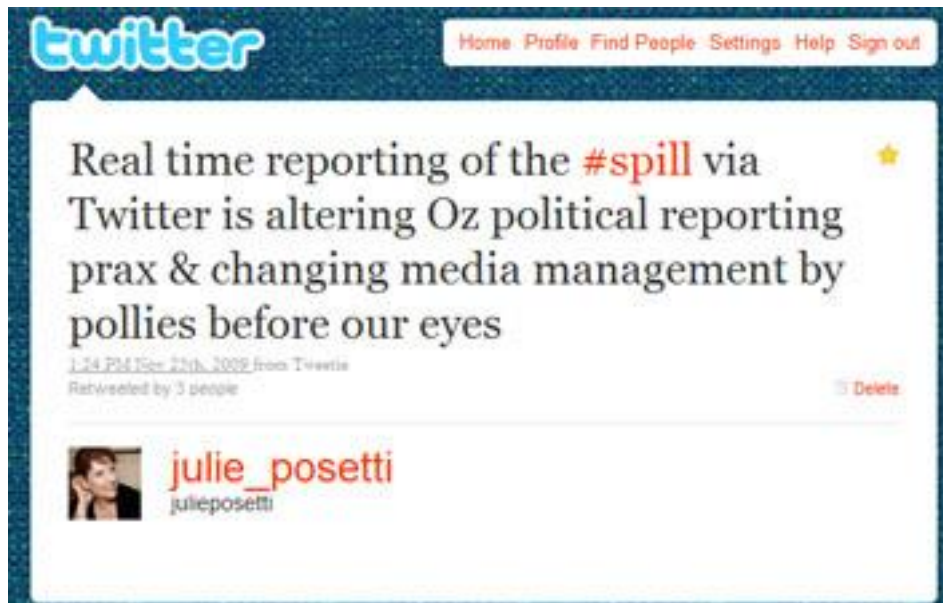 twitter
Home Profile Find People Settings Help Sign out
Real time reporting of the #spill via
Twitter is altering Oz political reporting
prax & changing media management by
pollies before our eyes
1:24 PM Nov 2009 from Tweetie
Retweeted by 3 people
Delete
julie_posetti
julieposetti